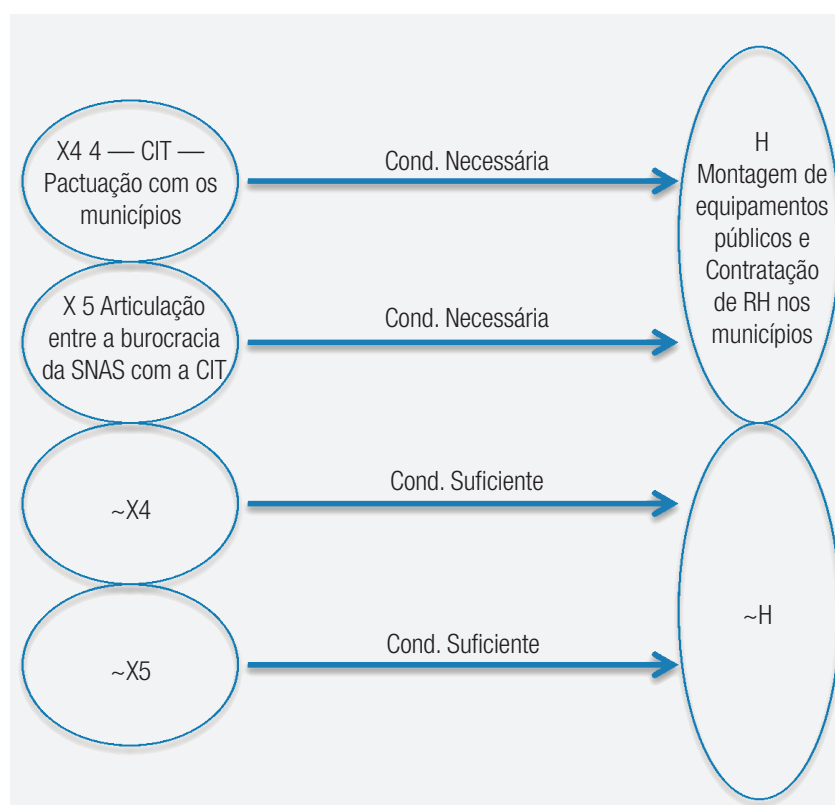 X4 4 — CIT —
Pactuação com os
municípios
Cond. Necessária
H
Montagem de
equipamentos
públicos e
Contratação
de RH nos
municípios
X 5 Articulação
entre a burocracia
da SNAS com a CIT
Cond. Necessária
~X4
Cond. Suficiente
~H
~X5
Cond. Suficiente